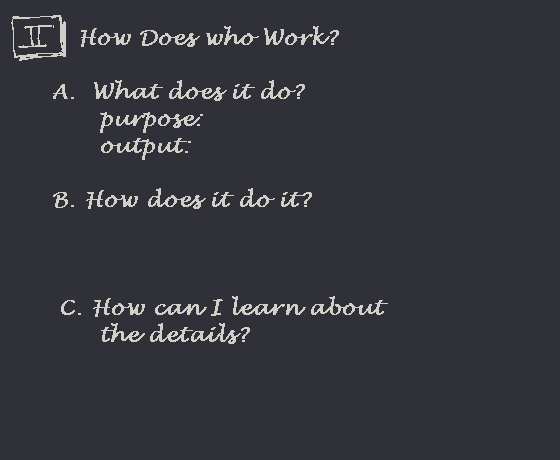 II How Does who Work?
A. What does it do?
purpose:
output:
B. How does it do it?
C. How can I learn about
the details?